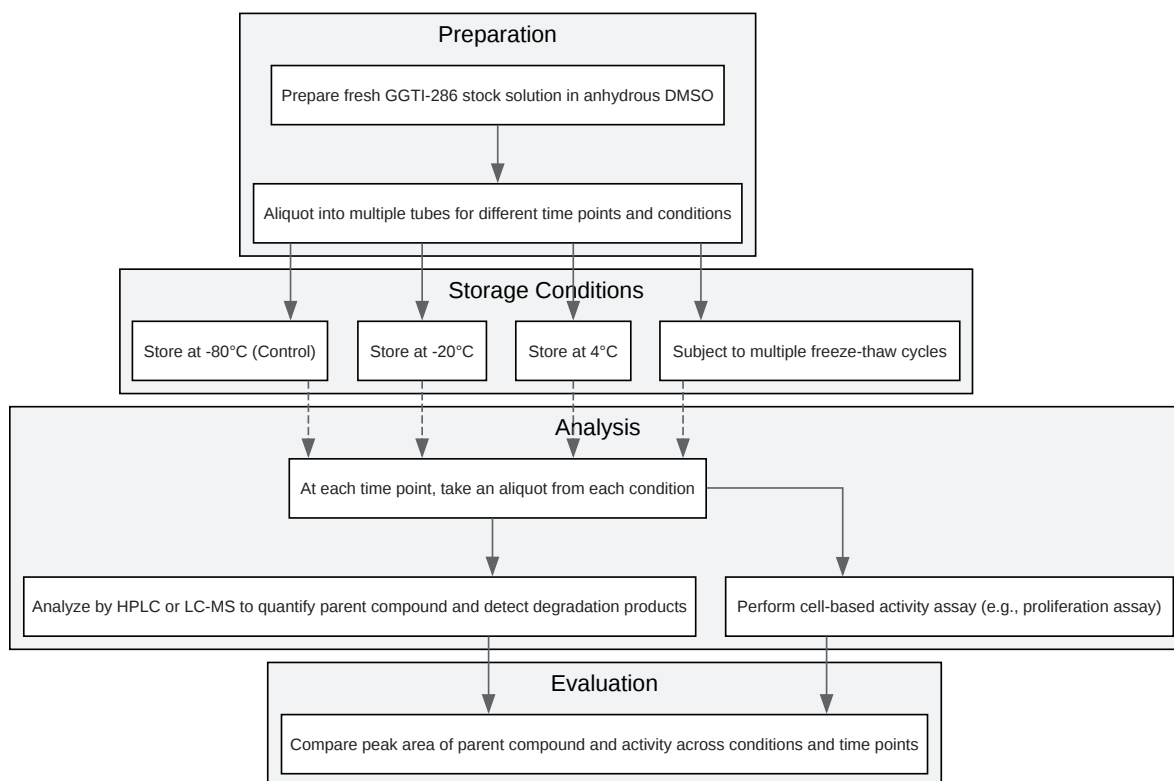 Preparation
Prepare fresh GGTI-286 stock solution in anhydrous DMSO
Aliquot into multiple tubes for different time points and conditions
Storage Conditions
Store at -80°C (Control)
Store at -20°C
Store at 4°C
Subject to multiple freeze-thaw cycles
Analysis
At each time point, take an aliquot from each condition
Analyze by HPLC or LC-MS to quantify parent compound and detect degradation products
Perform cell-based activity assay (e.g., proliferation assay)
Evaluation
Compare peak area of parent compound and activity across conditions and time points